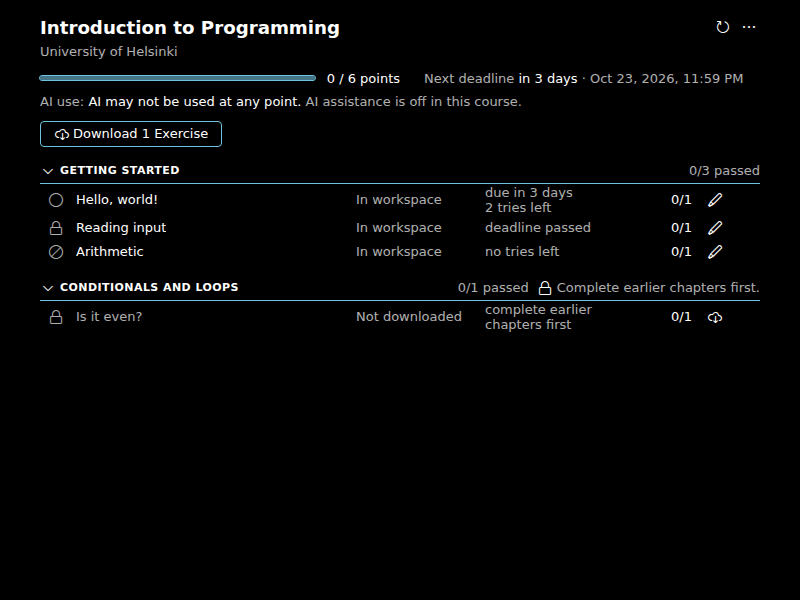 Introduction to Programming
University of Helsinki
0 / 6 points Next deadline in 3 days · Oct 23, 2026, 11:59 PM
AI use: AI may not be used at any point. AI assistance is off in this course.
Download 1 Exercise
GETTING STARTED 0/3 passed
Hello, world! In workspace due in 3 days 0/1
2 tries left
Reading input In workspace deadline passed 0/1
Arithmetic In workspace no tries left 0/1
CONDITIONALS AND LOOPS 0/1 passed Complete earlier chapters first.
Is it even? Not downloaded complete earlier 0/1
chapters first